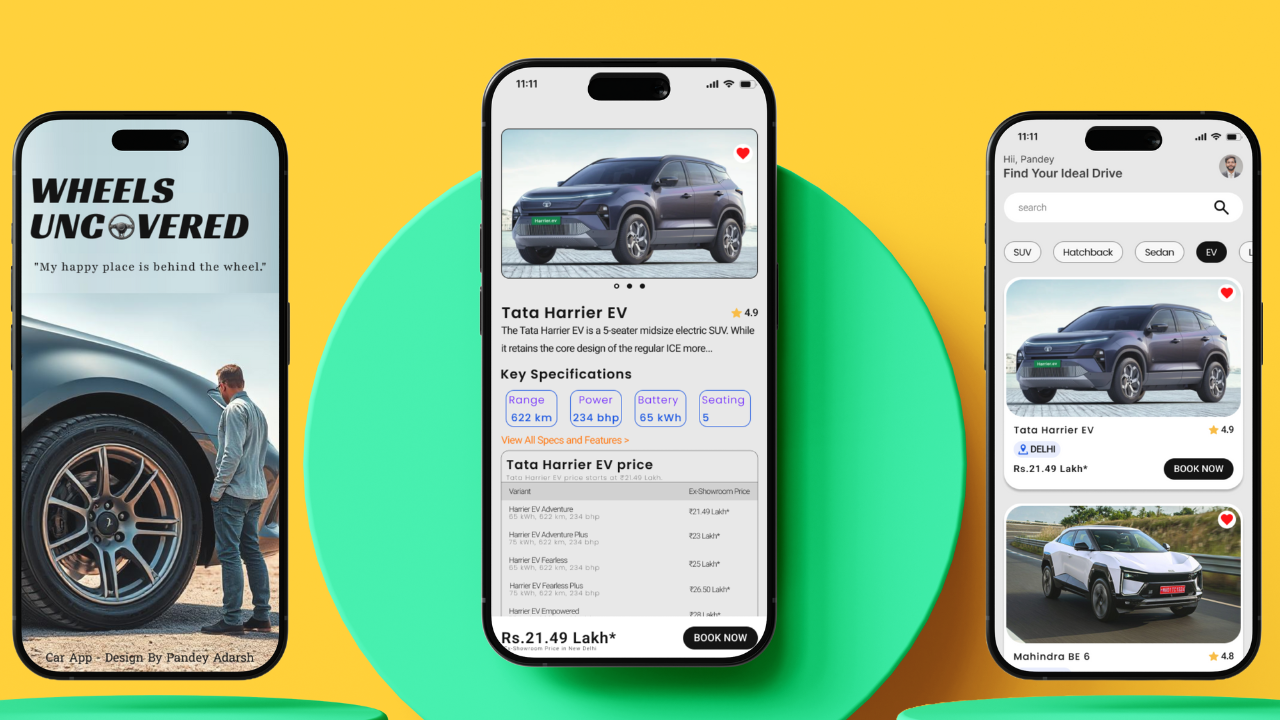 WHEELS
UNCOVERED
"My happy place is behind the wheel."
Car App - Design By Pandey Adarsh
11:11
Harrier.ev
Tata Harrier EV
4.9
The Tata Harrier EV is a 5-seater midsize electric SUV. While
it retains the core design of the regular ICE more...
Key Specifications
Range Power Battery Seating
622 km 234 bhp 65 kWh 5
View All Specs and Features >
Tata Harrier EV price
Tata Harrier EV price starts at ₹21.49 Lakh.
Variant Ex-Showroom Price
Harrier EV Adventure ₹21.49 Lakh*
65 kWh, 622 km, 234 bhp
Harrier EV Adventure Plus ₹23 Lakh*
75 kWh, 622 km, 234 bhp
Harrier EV Fearless ₹25 Lakh*
65 kWh, 622 km, 234 bhp
Harrier EV Fearless Plus ₹26.50 Lakh*
75 kWh, 622 km, 234 bhp
Harrier EV Empowered ₹28 Lakh*
Rs.21.49 Lakh* BOOK NOW
Ex-Showroom Price in New Delhi
11:11
Hii, Pandey
Find Your Ideal Drive
search
SUV Hatchback Sedan EV L
Harrier.ev
Tata Harrier EV 4.9
DELHI
Rs.21.49 Lakh* BOOK NOW
Mahindra BE 6 4.8